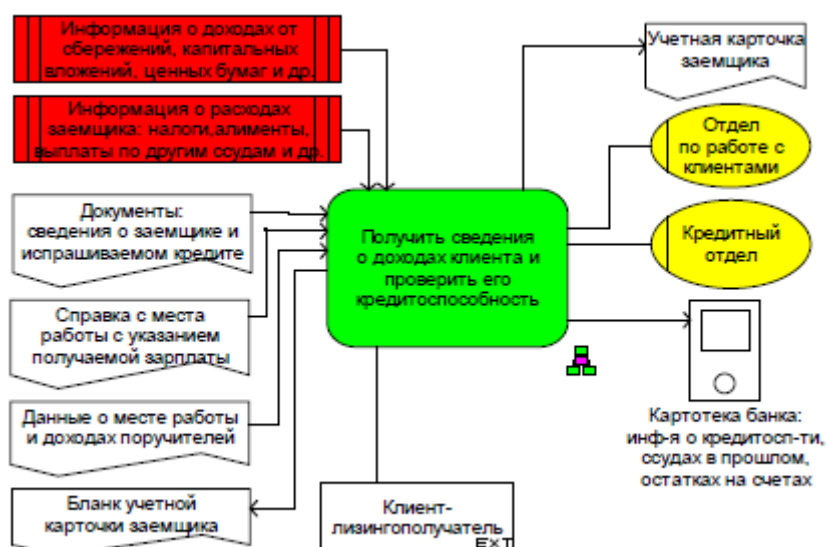 Информация о доходах от
сбережений, капитальных
вложений, ценных бумаг и др.
Информация о расходах
заемщика: налоги,алименты,
выплаты по другим ссудам и др.
Документы:
сведения о заемщике и
испрашиваемом кредите
Справка с места
работы с указанием
получаемой зарплаты
Данные о месте работы
и доходах поручителей
Бланк учетной
карточки заемщика
Получить сведения
о доходах клиента и
проверить его
кредитоспособность
Клиент-
лизингополучатель
EXT
Учетная карточка
заемщика
Отдел
по работе с
клиентами
Кредитный
отдел
Картотека банка:
инф-я о кредитосп-ти,
ссудах в прошлом,
остатках на счетах